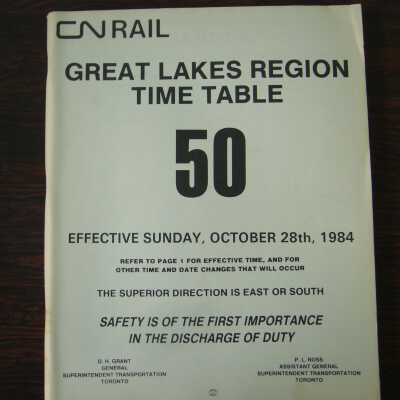 CN RAIL
GREAT LAKES REGION
TIME TABLE
50
EFFECTIVE SUNDAY, OCTOBER 28th, 1984
REFER TO PAGE 1 FOR EFFECTIVE TIME, AND FOR
OTHER TIME AND DATE CHANGES THAT WILL OCCUR
THE SUPERIOR DIRECTION IS EAST OR SOUTH
SAFETY IS OF THE FIRST IMPORTANCE
IN THE DISCHARGE OF DUTY
G. H. GRANT
GENERAL
SUPERINTENDENT TRANSPORTATION
TORONTO
P. L. ROSS
ASSISTANT GENERAL
SUPERINTENDENT TRANSPORTATION
TORONTO